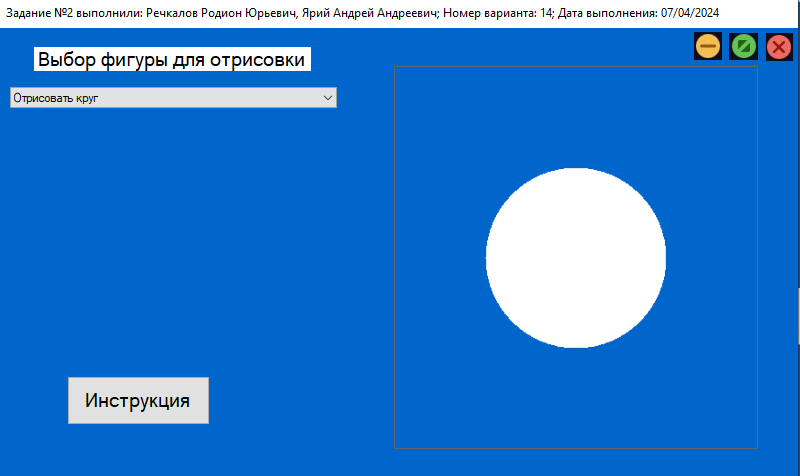 Задание №2 выполнили: Речкалов Родион Юрьевич, Ярий Андрей Андреевич; Номер варианта: 14; Дата выполнения: 07/04/2024
Выбор фигуры для отрисовки
Отрисовать круг
Инструкция